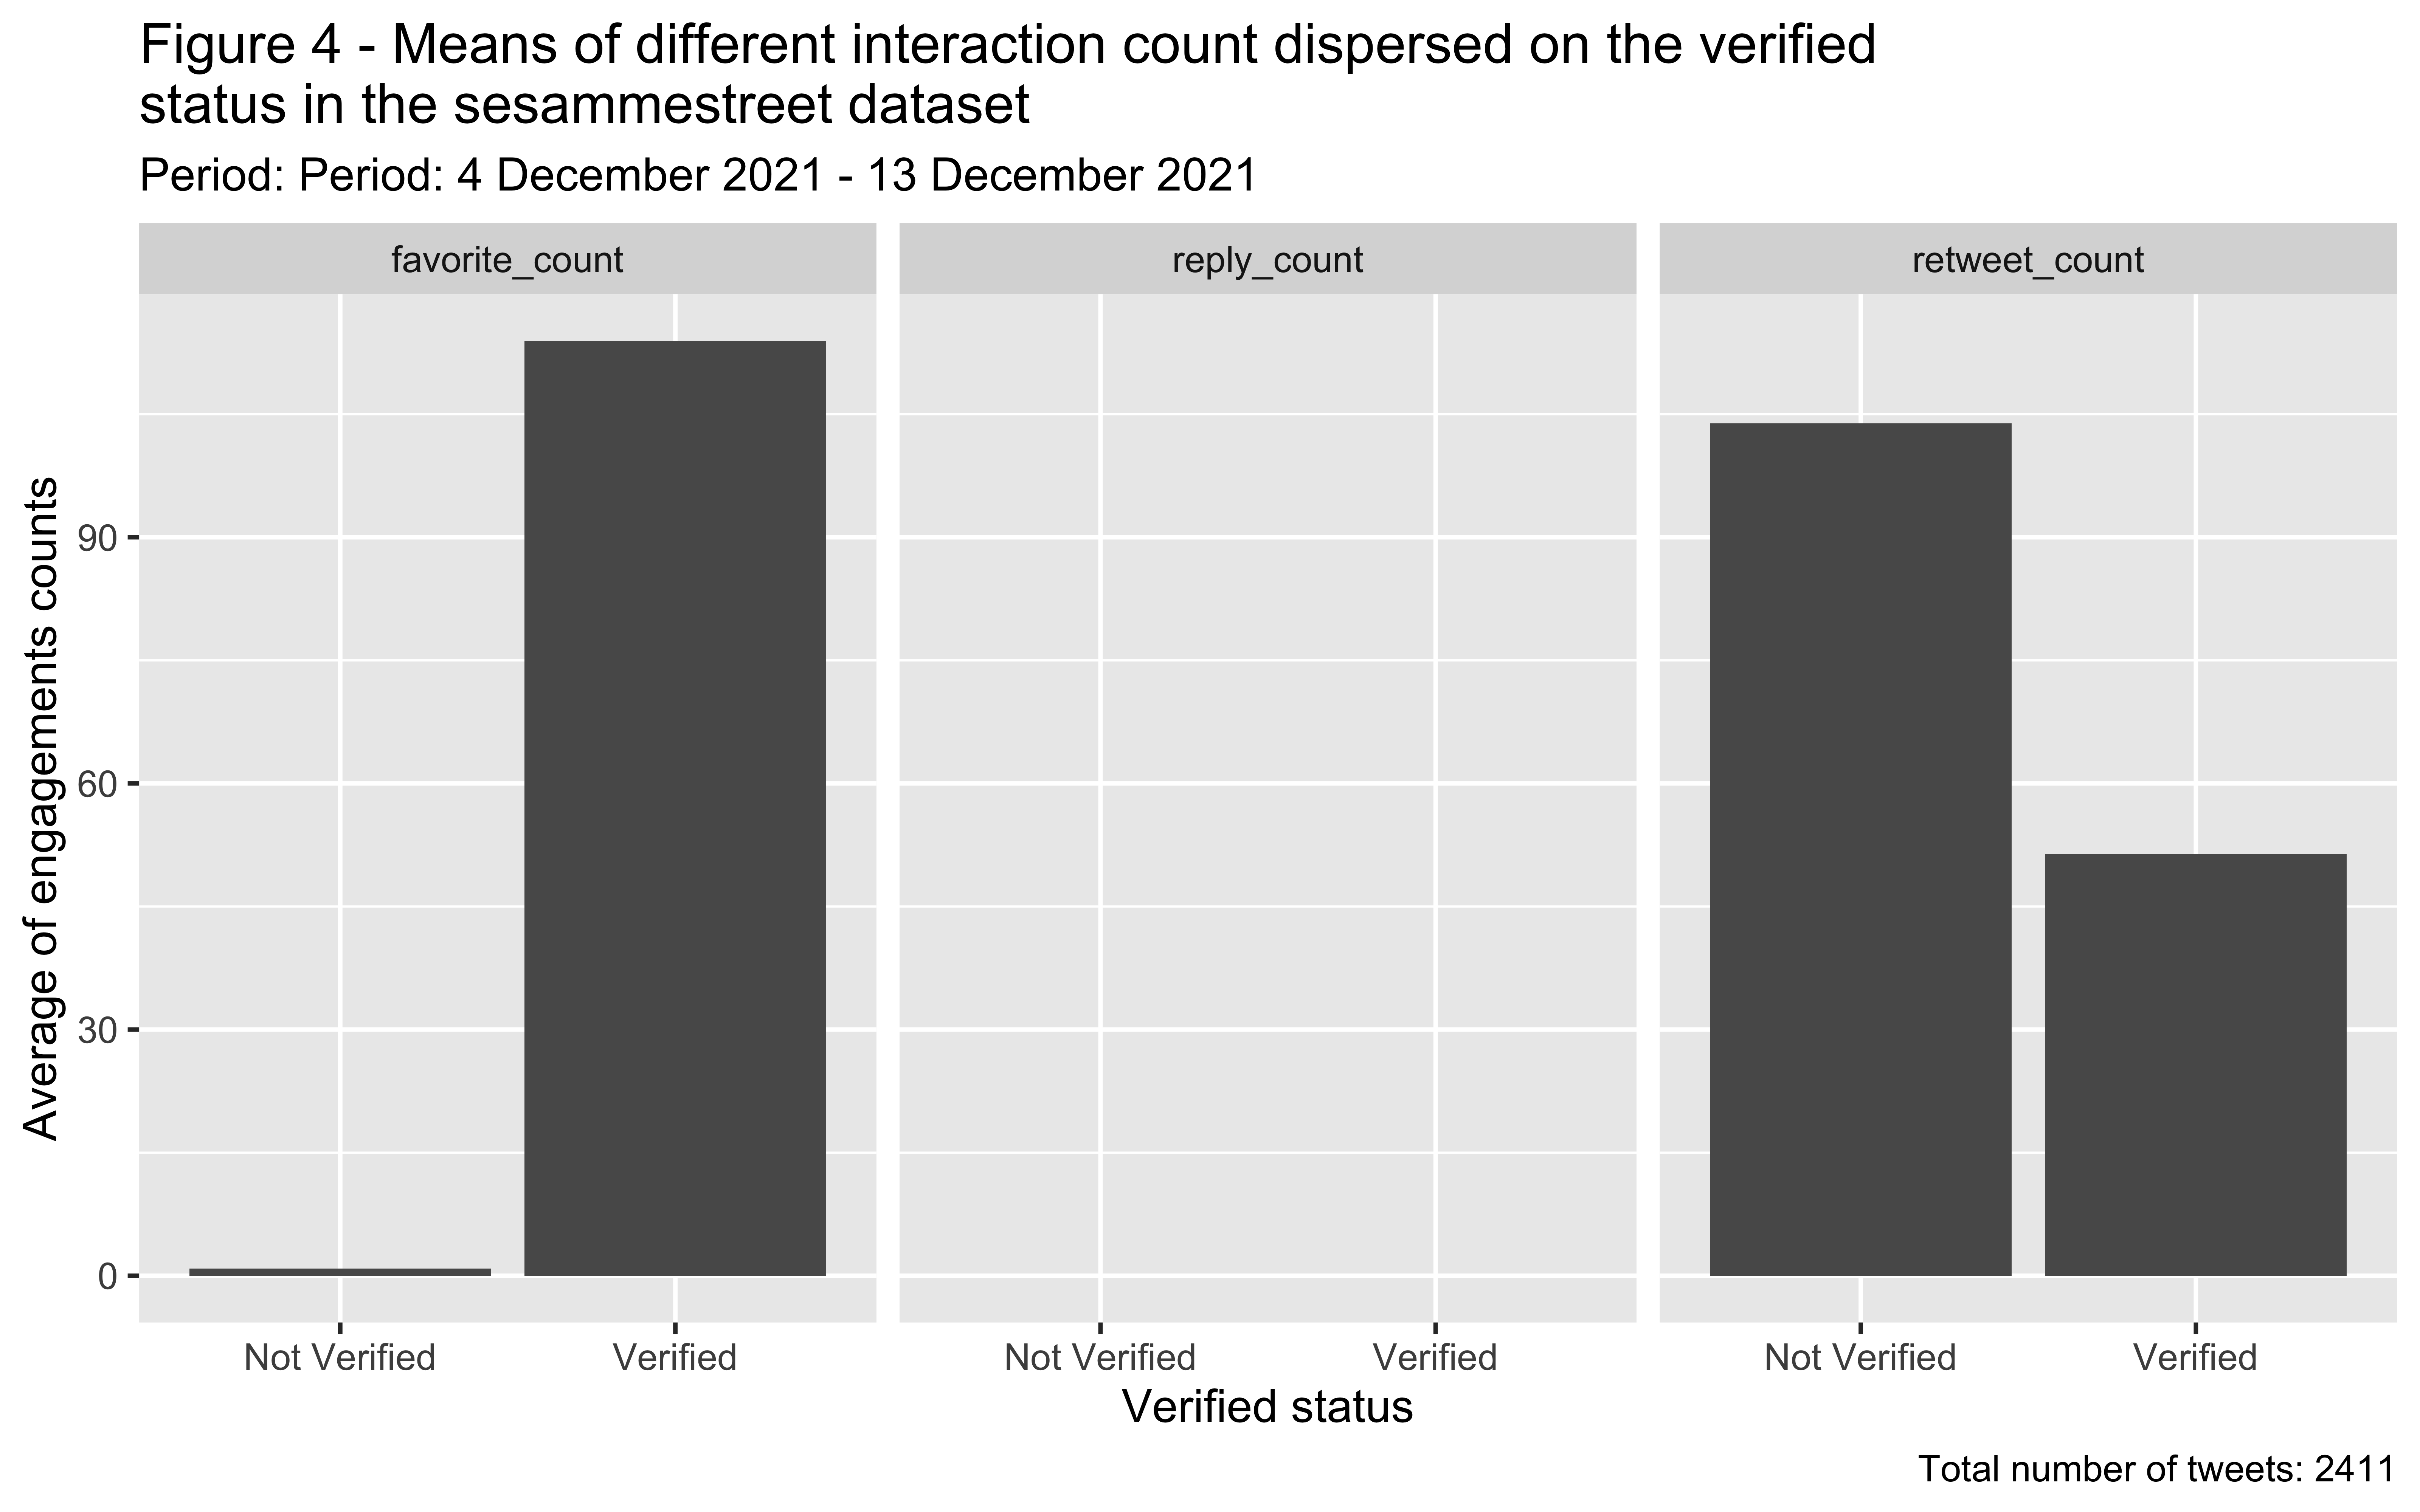 Figure 4 - Means of different interaction count dispersed on the verified
status in the sesammestreet dataset
Period: Period: 4 December 2021 - 13 December 2021
favorite_count
reply_count
retweet_count
Average of engagements counts
90
60
30
0
Not Verified
Verified
Not Verified
Verified
Not Verified
Verified
Verified status
Total number of tweets: 2411